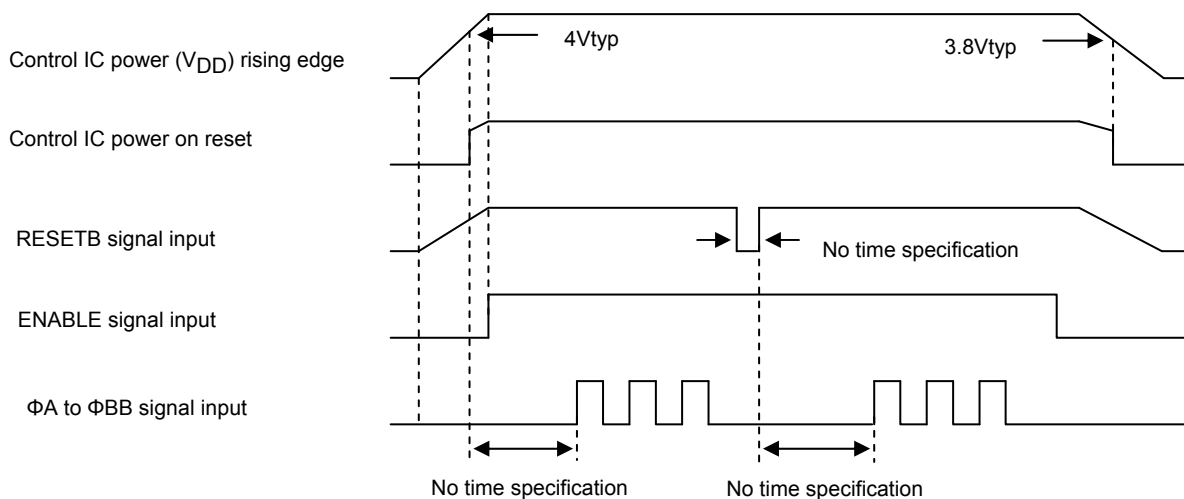 Control IC power (VDD) rising edge
4Vtyp
3.8Vtyp
Control IC power on reset
RESETB signal input
No time specification
ENABLE signal input
ΦA to ΦBB signal input
No time specification
No time specification